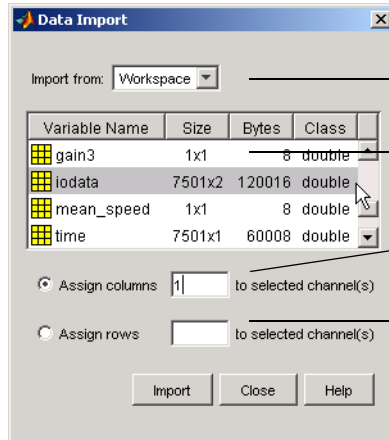 Data Import
Import from: Workspace
Variable Name Size Bytes Class
gain3 1x1 8 double
iodata 7501x2 120016 double
mean_speed 1x1 8 double
time 7501x1 60008 double
Assign columns 1 to selected channel(s)
Assign rows to selected channel(s)
Import Close Help